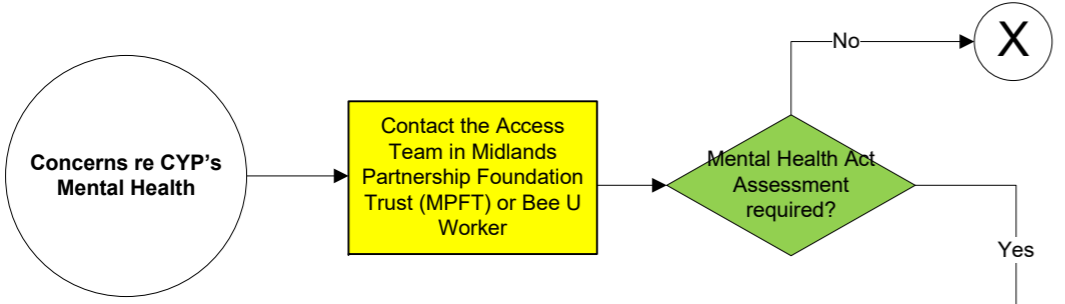 Concerns re CYP's
Mental Health
Contact the Access
Team in Midlands
Partnership Foundation
Trust (MPFT) or Bee U
Worker
Mental Health Act
Assessment
required?
No
X
Yes